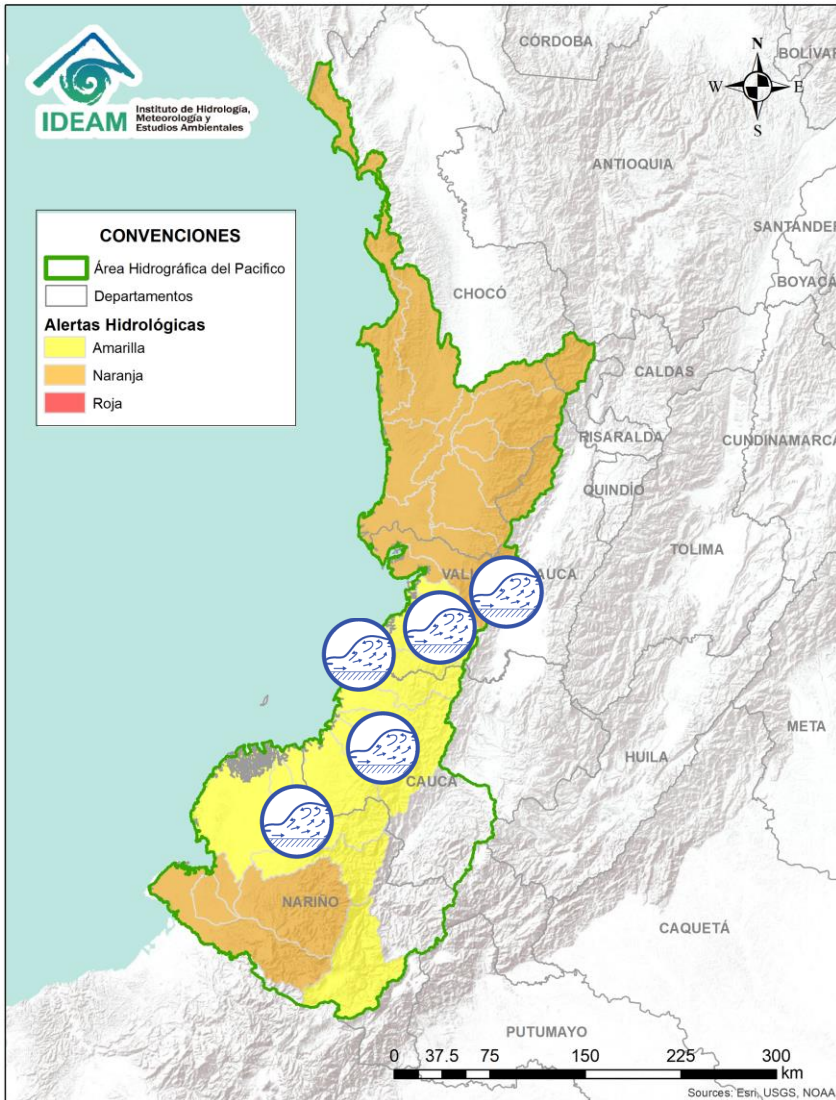 IDEAM
Instituto de Hidrología,
Meteorología y
Estudios Ambientales
CÓRDOBA
BOLÍVAR
N
W
E
S
ANTIOQUIA
SANTANDER
BOYACÁ
CONVENCIONES
Área Hidrográfica del Pacifico
Departamentos
Alertas Hidrológicas
Amarilla
Naranja
Roja
CHOCÓ
CALDAS
RISARALDA
CUNDINAMARCA
QUINDÍO
TOLIMA
VALL
AUCA
META
HUILA
CAUCA
NARIÑO
CAQUETÁ
PUTUMAYO
0 37.5 75 150 225 300
km
Sources: Esri, USGS, NOAA